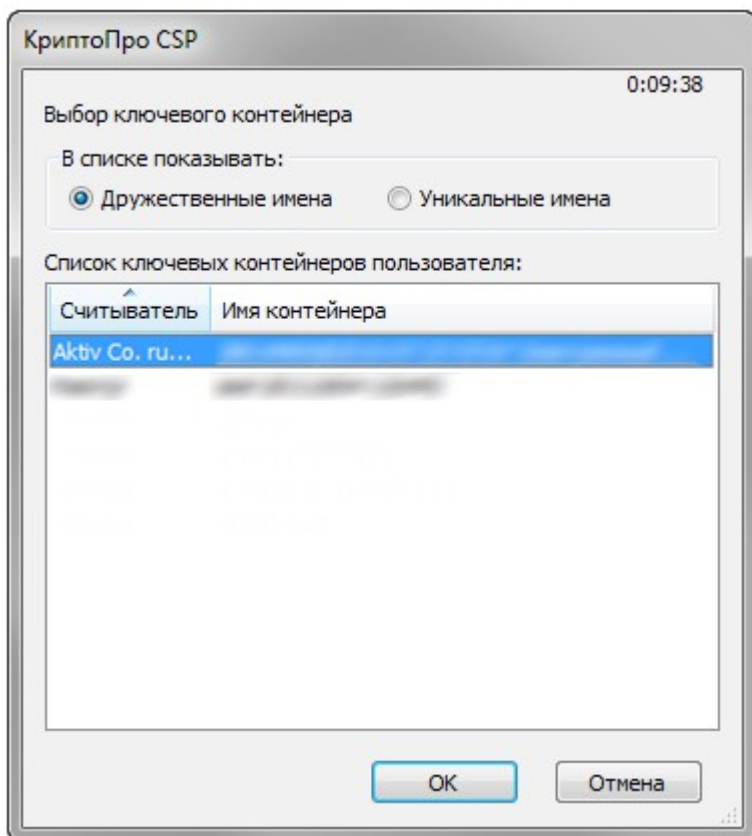 КриптоПро CSP
0:09:38
Выбор ключевого контейнера
В списке показывать:
Дружественные имена Уникальные имена
Список ключевых контейнеров пользователя:
Считыватель Имя контейнера
Aktiv Co. ru...
OK Отмена